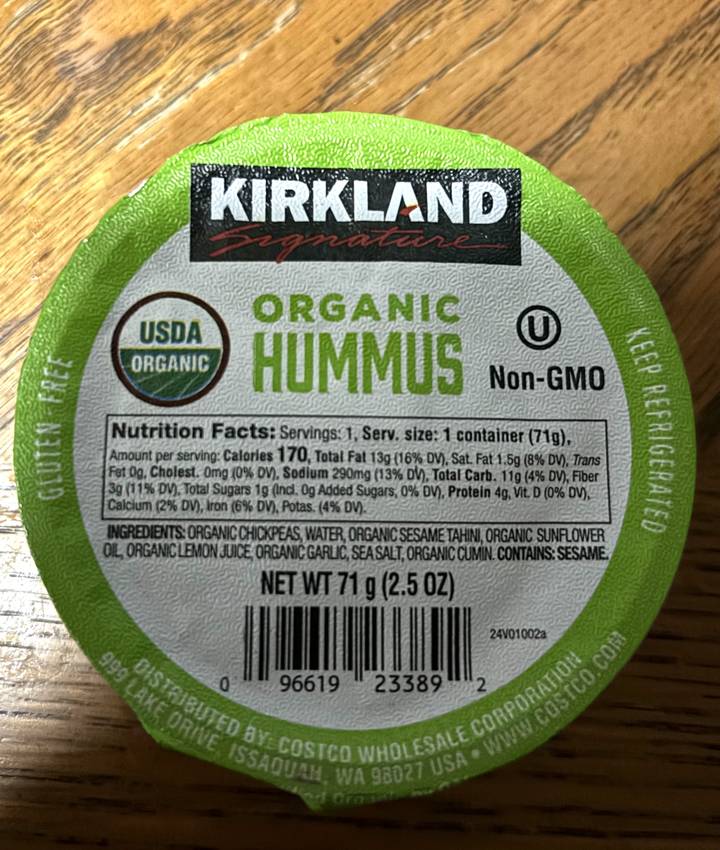 KIRKLAND
Signature
USDA
ORGANIC
ORGANIC
HUMMUS
U
Non-GMO
GLUTEN-FREE
KEEP REFRIGERATED
Nutrition Facts: Servings: 1, Serv. size: 1 container (71g),
Amount per serving: Calories 170, Total Fat 13g (16% DV), Sat. Fat 1.5g (8% DV), Trans
Fat 0g, Cholest. 0mg (0% DV), Sodium 290mg (13% DV), Total Carb. 11g (4% DV), Fiber
3g (11% DV), Total Sugars 1g (Incl. 0g Added Sugars, 0% DV), Protein 4g, Vit. D (0% DV),
Calcium (2% DV), Iron (6% DV), Potas. (4% DV).
INGREDIENTS: ORGANIC CHICKPEAS, WATER, ORGANIC SESAME TAHINI, ORGANIC SUNFLOWER
OIL, ORGANIC LEMON JUICE, ORGANIC GARLIC, SEA SALT, ORGANIC CUMIN. CONTAINS: SESAME.
NET WT 71 g (2.5 OZ)
24V01002a
0 96619 23389 2
DISTRIBUTED BY: COSTCO WHOLESALE CORPORATION
999 LAKE DRIVE, ISSAQUAH, WA 98027 USA • WWW.COSTCO.COM